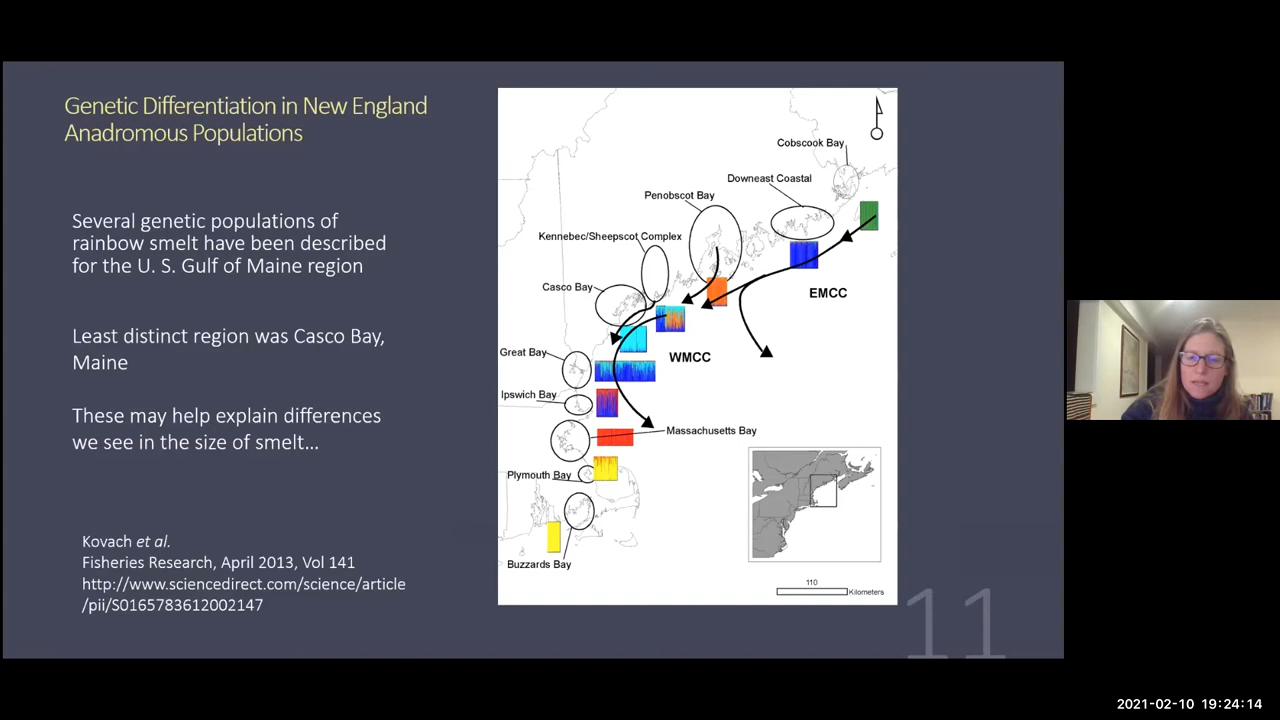 Genetic Differentiation in New England
Anadromous Populations
Several genetic populations of
rainbow smelt have been described
for the U. S. Gulf of Maine region
Least distinct region was Casco Bay,
Maine
These may help explain differences
we see in the size of smelt...
Kovach et al.
Fisheries Research, April 2013, Vol 141
http://www.sciencedirect.com/science/article
/pii/S0165783612002147
Cobscook Bay
Downeast Coastal
Penobscot Bay
Kennebec/Sheepscot Complex
Casco Bay
EMCC
WMCC
Great Bay
Ipswich Bay
Massachusetts Bay
Plymouth Bay
Buzzards Bay
110
Kilometers
11
2021-02-10 19:24:14